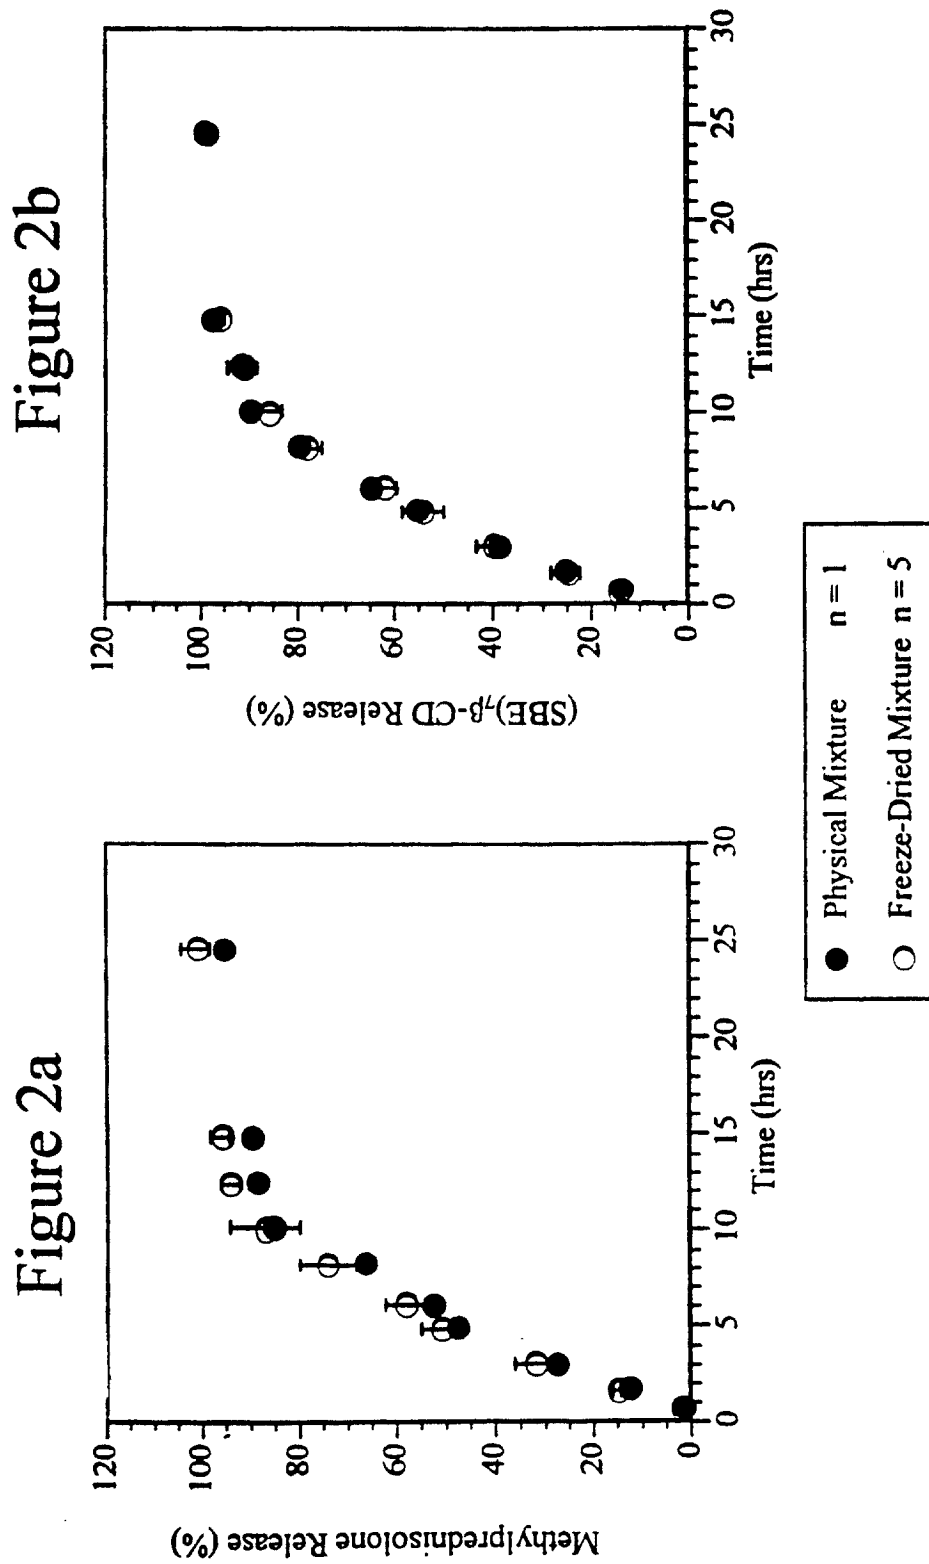 Figure 2a
Methylprednisolone Release (%)
120
100
80
60
40
20
0
0 5 10 15 20 25 30
Time (hrs)
Figure 2b
(SBE)₇β-CD Release (%)
120
100
80
60
40
20
0
0 5 10 15 20 25 30
Time (hrs)
● Physical Mixture n = 1
○ Freeze-Dried Mixture n = 5